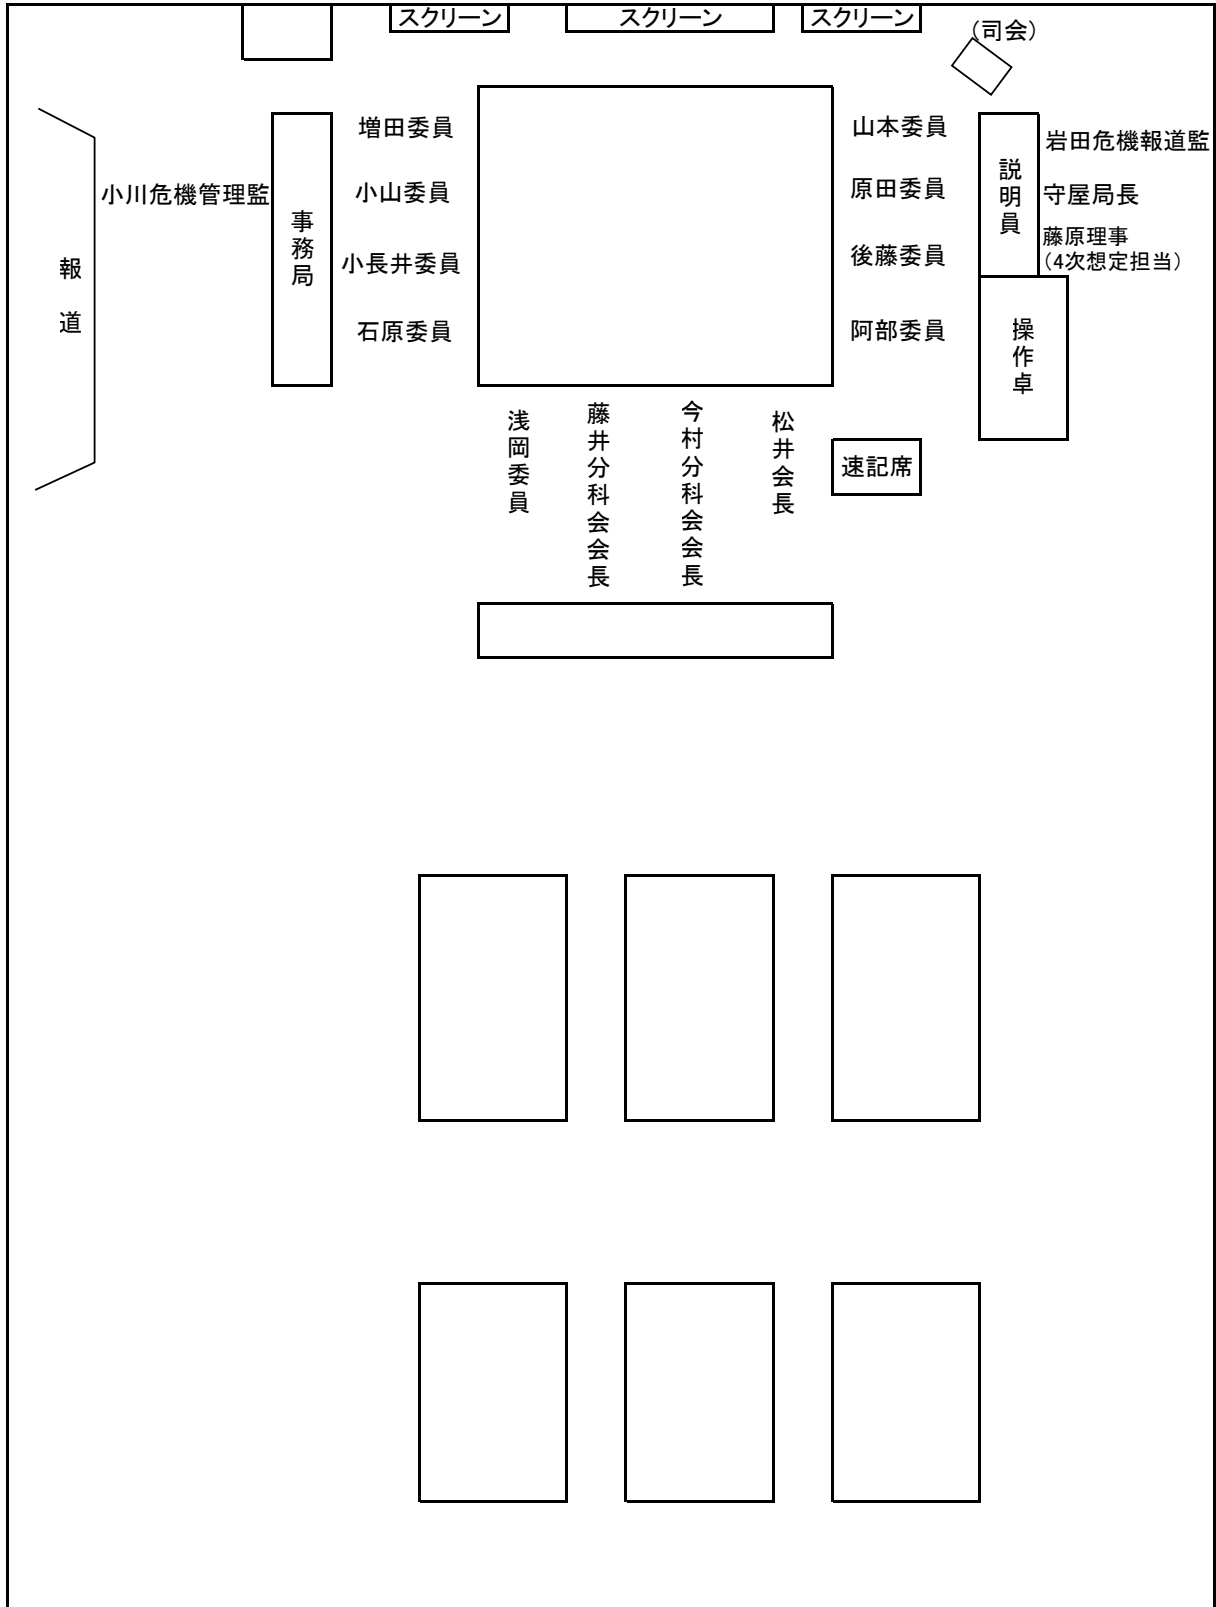 スクリーン
スクリーン
スクリーン
（司会）
増田委員
山本委員
岩田危機報道監
小川危機管理監
小山委員
原田委員
守屋局長
説明員
事務局
小長井委員
後藤委員
藤原理事
（4次想定担当）
報道
石原委員
阿部委員
操作卓
浅岡委員
藤井分科会会長
今村分科会会長
松井会長
速記席